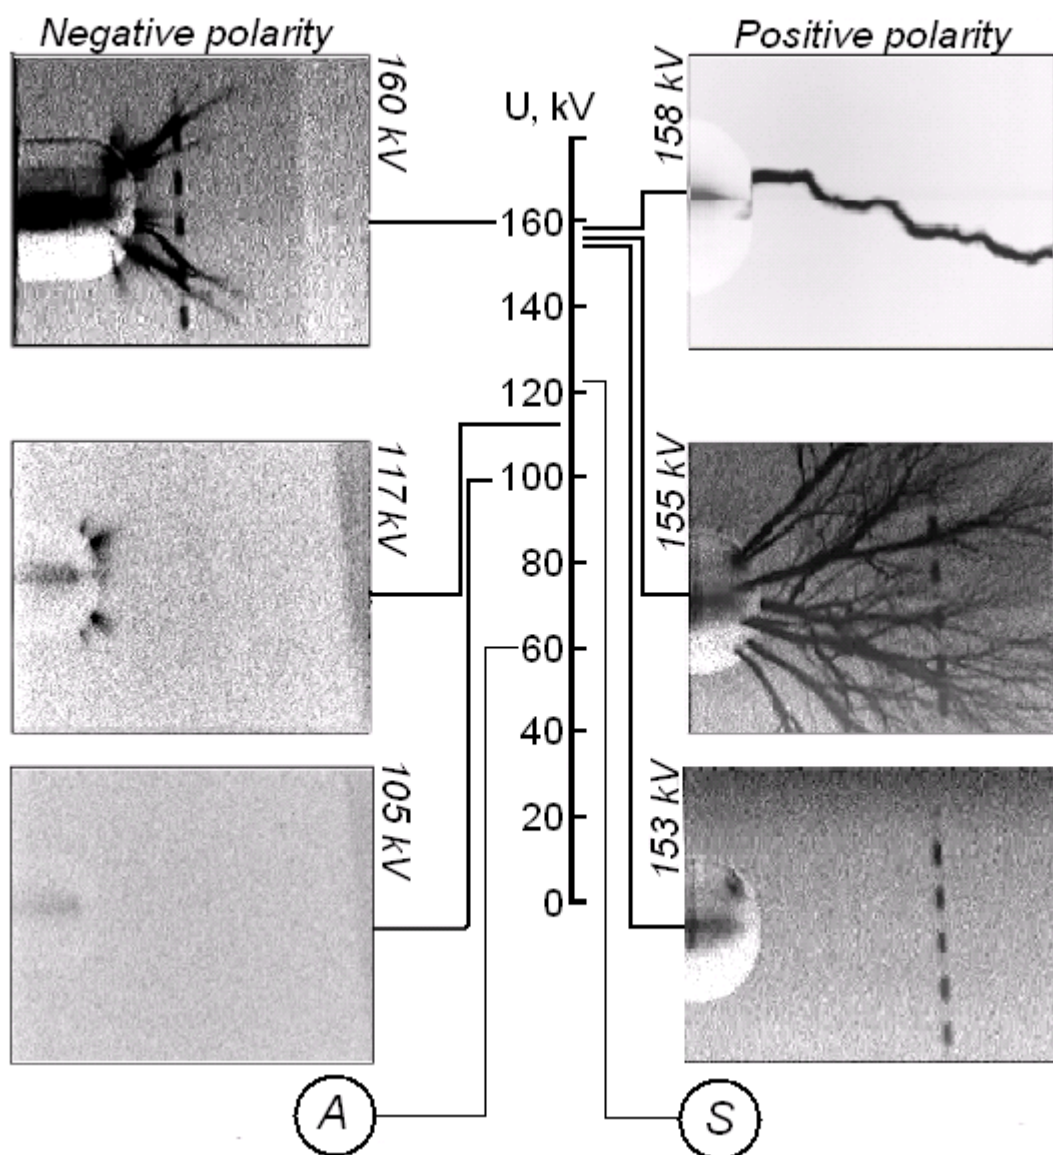 Negative polarity
Positive polarity
160 kV
U, kV
158 kV
160
140
120
117 kV
100
155 kV
80
60
40
105 kV
20
153 kV
0
A
S